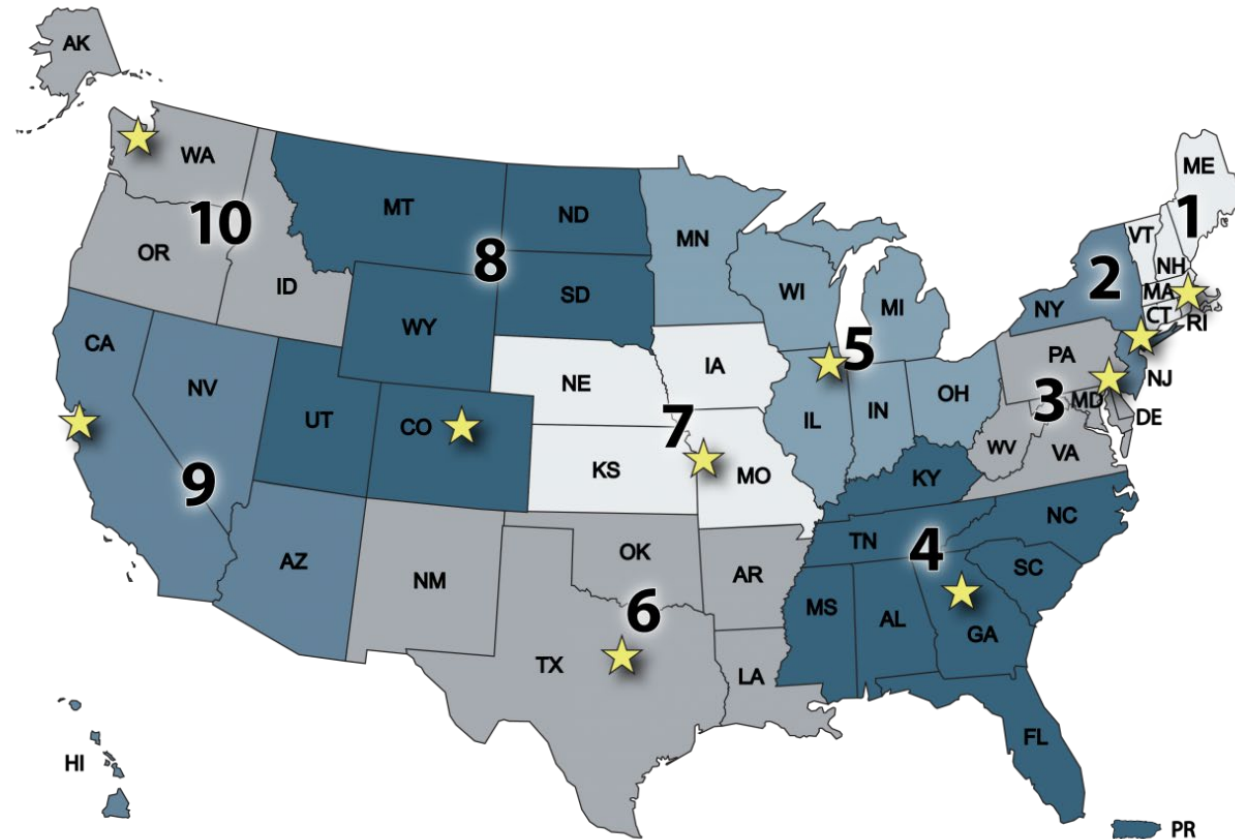 AK
WA
ME
MT
ND
1
VT
10
MN
OR
8
NH
2
ID
SD
WI
MA
MI
NY
CT
WY
RI
CA
5
PA
IA
NV
NE
NJ
OH
3
MD
IL
IN
DE
UT
CO
7
WV
VA
KS
MO
KY
9
NC
TN
4
OK
AZ
SC
AR
NM
6
MS
AL
GA
TX
LA
FL
HI
PR